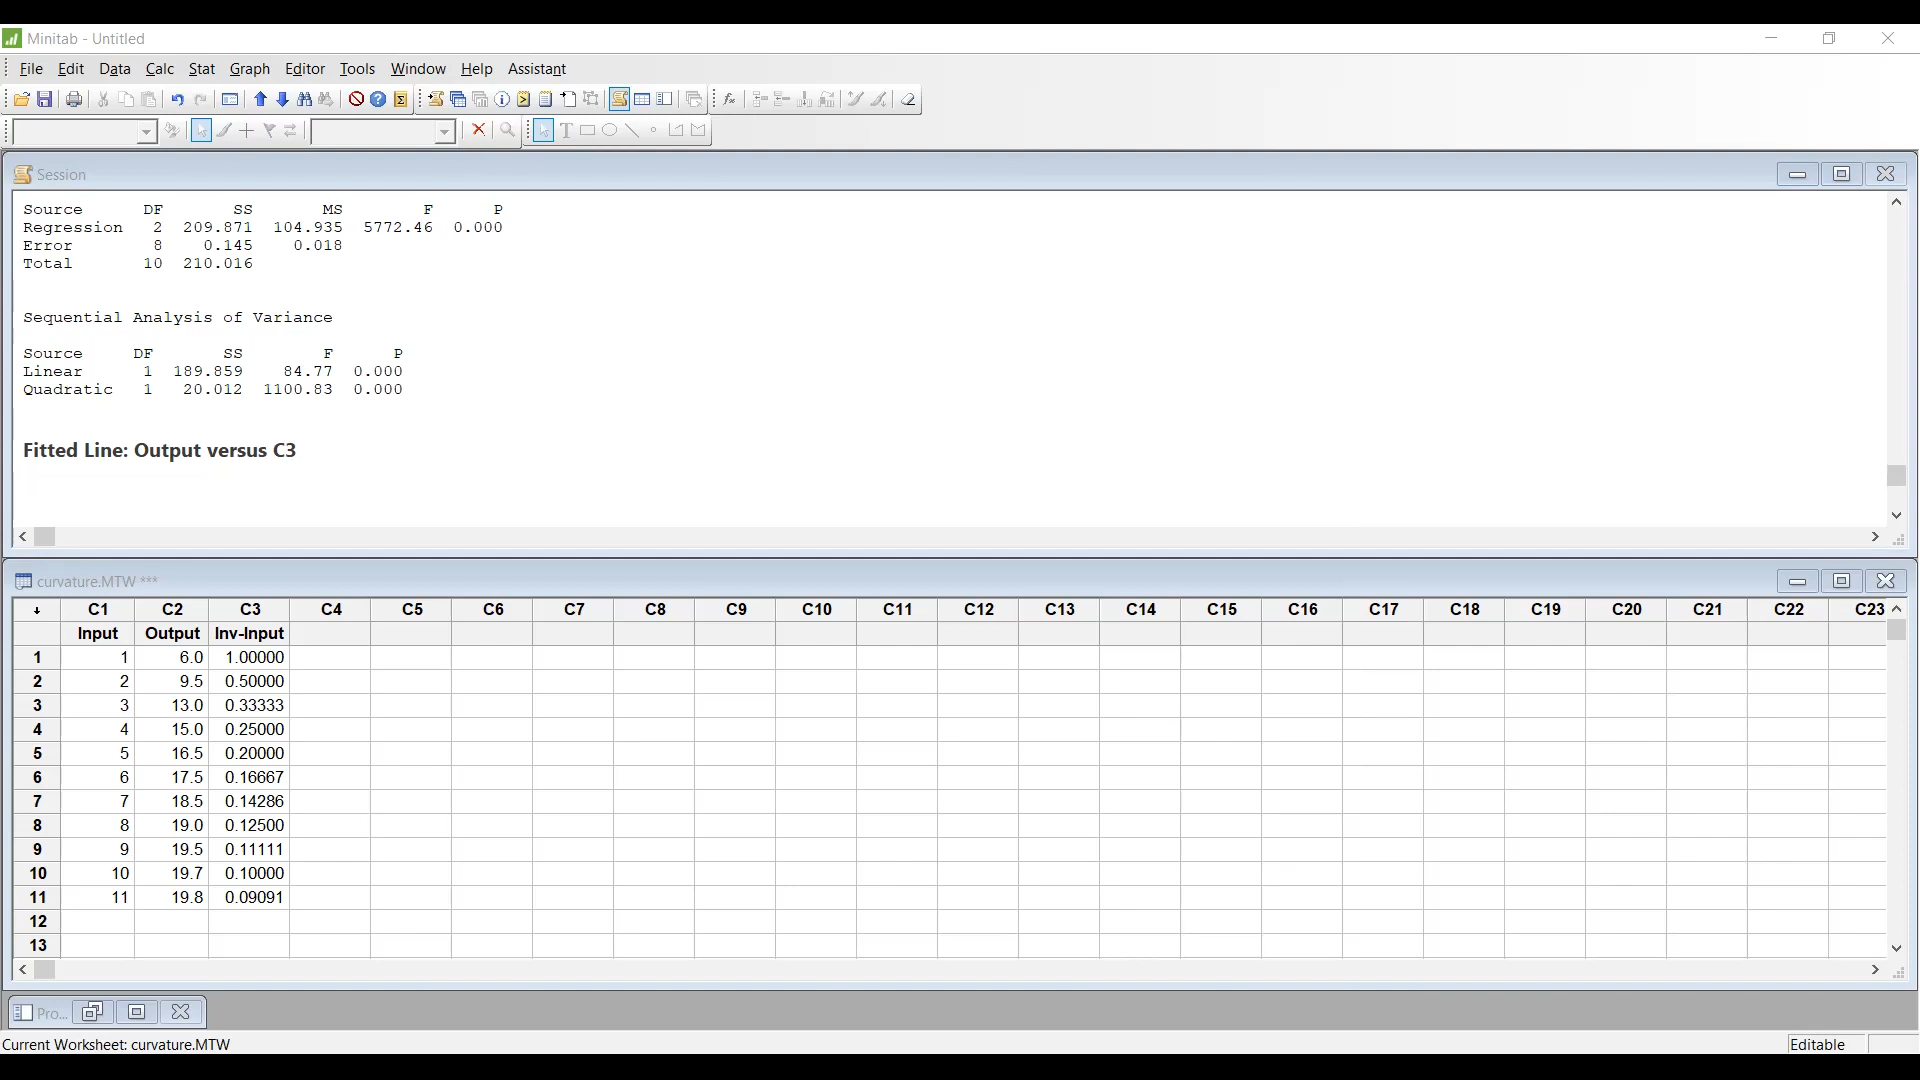 Minitab - Untitled
File Edit Data Calc Stat Graph Editor Tools Window Help Assistant
Session
Source DF SS MS F P
Regression 2 209.871 104.935 5772.46 0.000
Error 8 0.145 0.018
Total 10 210.016
Sequential Analysis of Variance
Source DF SS F P
Linear 1 189.859 84.77 0.000
Quadratic 1 20.012 1100.83 0.000
Fitted Line: Output versus C3
curvature.MTW ***
C1 C2 C3 C4 C5 C6 C7 C8 C9 C10 C11 C12 C13 C14 C15 C16 C17 C18 C19 C20 C21 C22 C23
Input Output Inv-Input
1 1 6.0 1.00000
2 2 9.5 0.50000
3 3 13.0 0.33333
4 4 15.0 0.25000
5 5 16.5 0.20000
6 6 17.5 0.16667
7 7 18.5 0.14286
8 8 19.0 0.12500
9 9 19.5 0.11111
10 10 19.7 0.10000
11 11 19.8 0.09091
12
13
Pro...
Current Worksheet: curvature.MTW
Editable